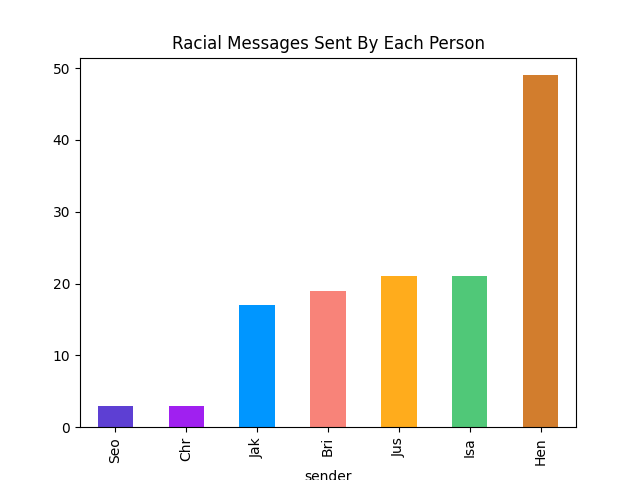 Racial Messages Sent By Each Person
50
40
30
20
10
0
Seo
Chr
Jak
Bri
Jus
Isa
Hen
sender